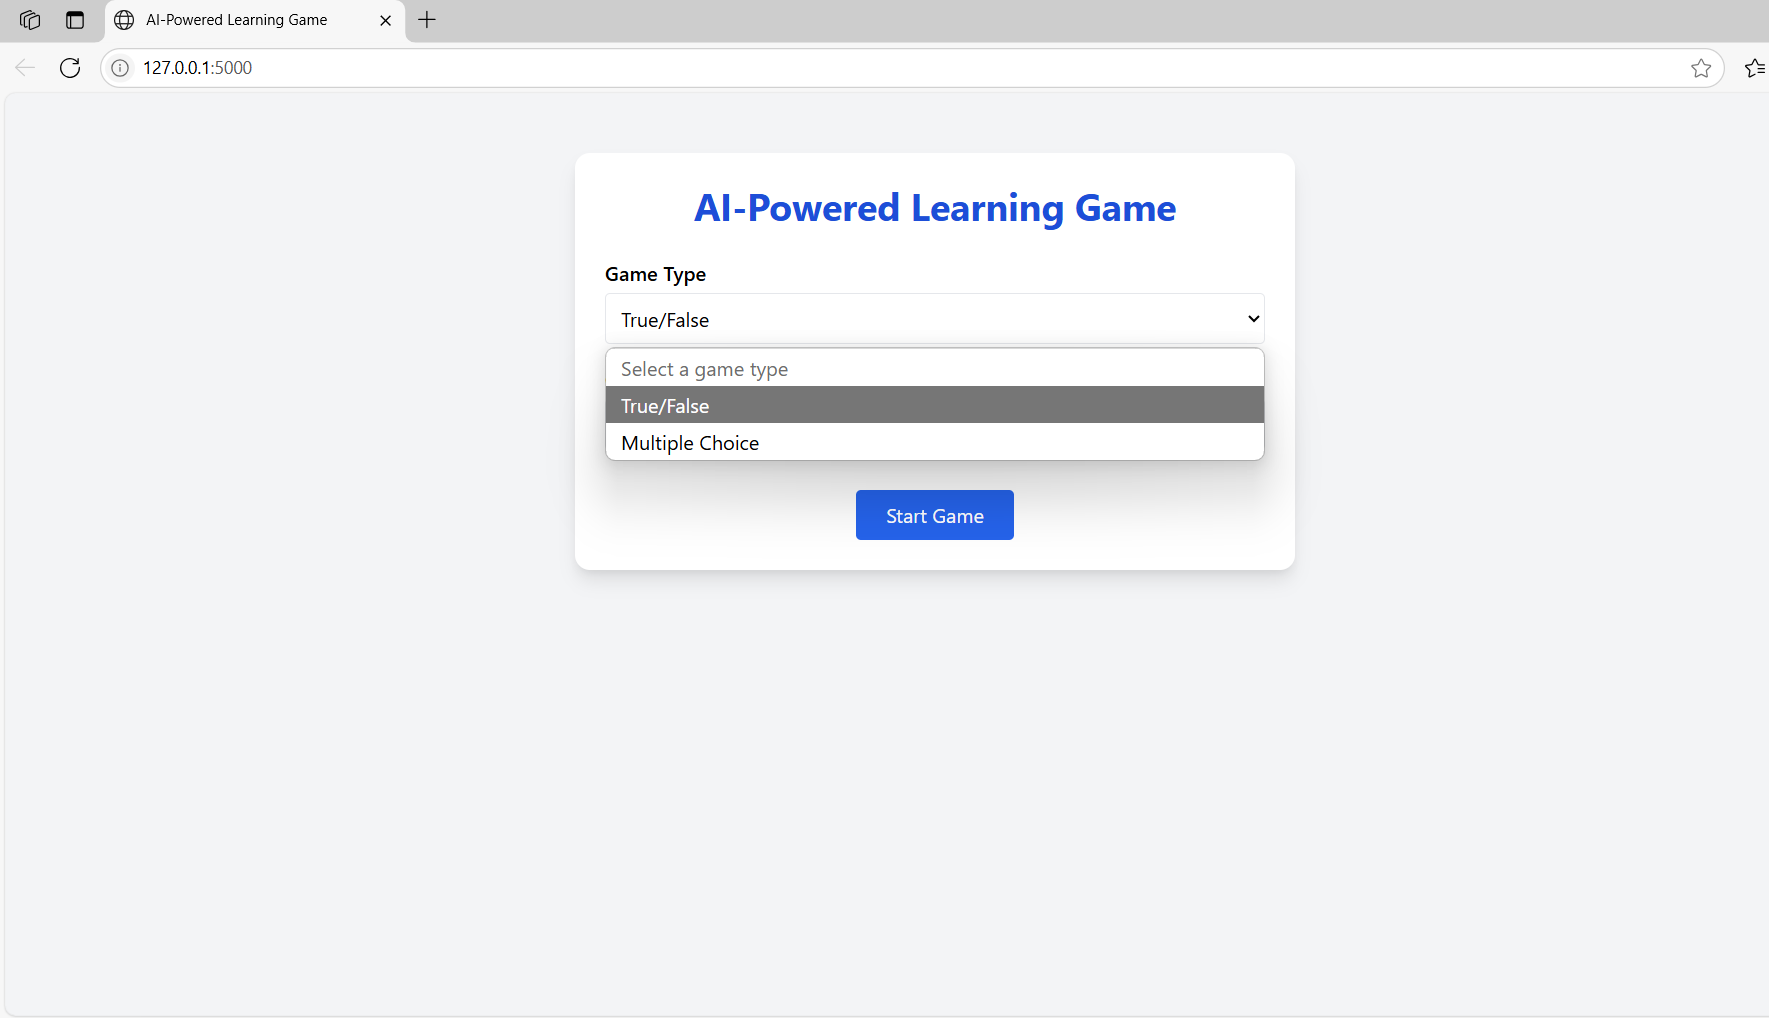 AI-Powered Learning Game
127.0.0.1:5000
AI-Powered Learning Game
Game Type
True/False
Select a game type
True/False
Multiple Choice
Start Game